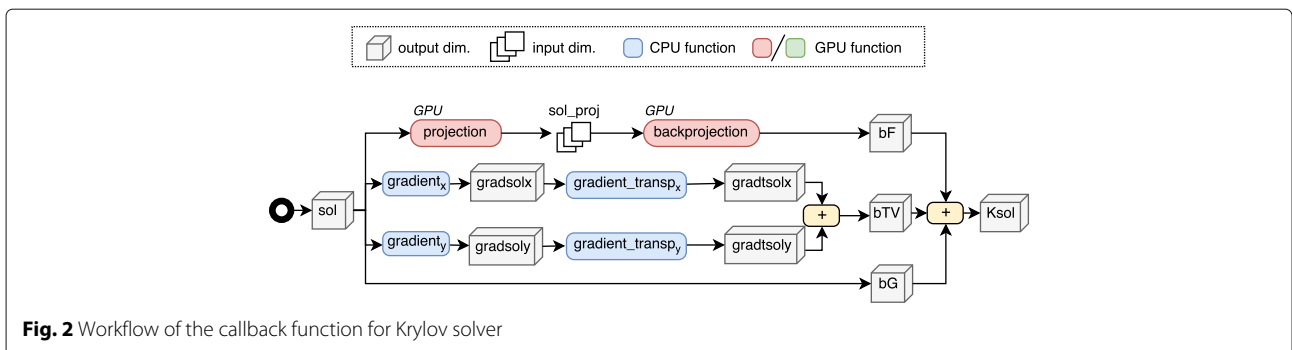 output dim. input dim. CPU function / GPU function
GPU sol_proj GPU
projection backprojection bF
gradientx gradsolx gradient_transpx gradtsolx
sol + bTV + Ksol
gradienty gradsoly gradient_transpy gradtsoly
bG
Fig. 2 Workflow of the callback function for Krylov solver